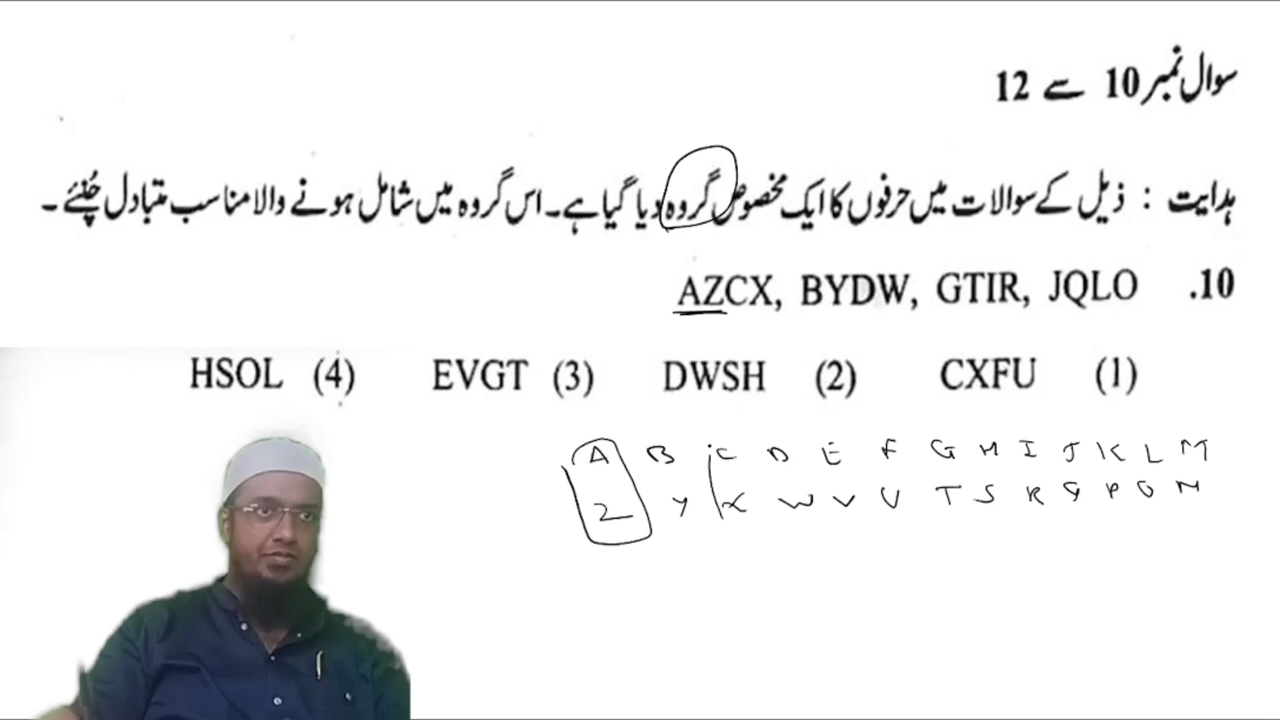 سوال نمبر 10 سے 12
ہدایت : ذیل کے سوالات میں حرفوں کا ایک مخصوص گروہ دیا گیا ہے۔ اس گروہ میں شامل ہونے والا مناسب متبادل چُنئے۔
.10 AZCX, BYDW, GTIR, JQLO
(1) CXFU (2) DWSH (3) EVGT (4) HSOL
A B C D E F G H I J K L M
Z Y X W V U T S R Q P O N